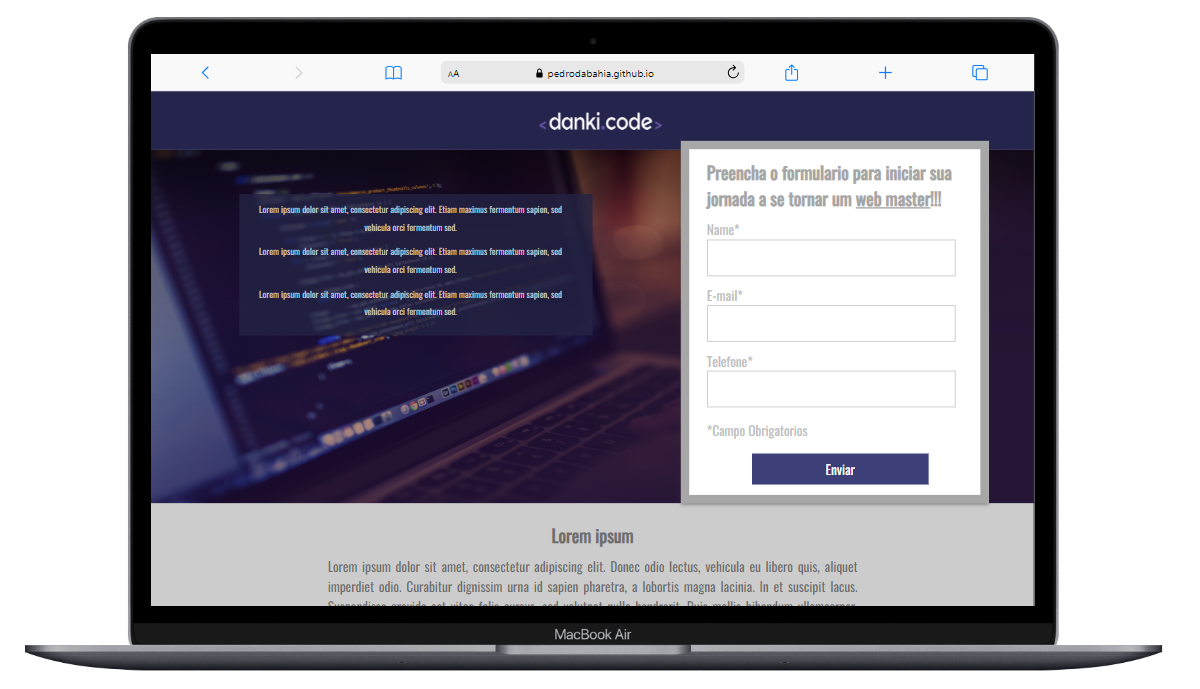 AA pedrodabahia.github.io
<danki.code>
Lorem ipsum dolor sit amet, consectetur adipiscing elit. Etiam maximus fermentum sapien, sed
vehicula orci fermentum sed.
Lorem ipsum dolor sit amet, consectetur adipiscing elit. Etiam maximus fermentum sapien, sed
vehicula orci fermentum sed.
Lorem ipsum dolor sit amet, consectetur adipiscing elit. Etiam maximus fermentum sapien, sed
vehicula orci fermentum sed.
Preencha o formulario para iniciar sua
jornada a se tornar um web master!!!
Name*
E-mail*
Telefone*
*Campo Obrigatorios
Enviar
Lorem ipsum
Lorem ipsum dolor sit amet, consectetur adipiscing elit. Donec odio lectus, vehicula eu libero quis, aliquet
imperdiet odio. Curabitur dignissim urna id sapien pharetra, a lobortis magna lacinia. In et suscipit lacus.
MacBook Air